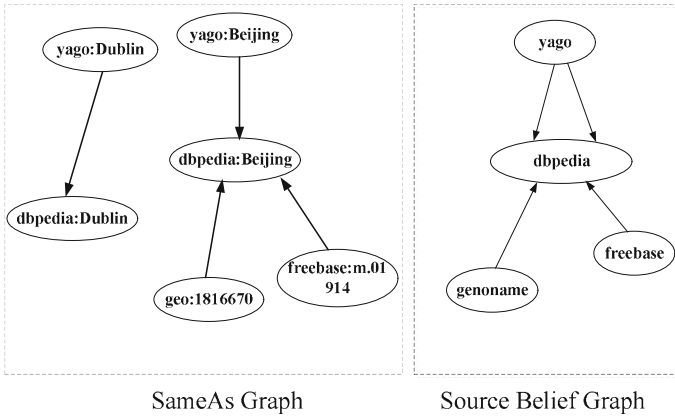 yago:Dublin
yago:Beijing
dbpedia:Beijing
dbpedia:Dublin
geo:1816670
freebase:m.01
914
SameAs Graph
yago
dbpedia
freebase
genoname
Source Belief Graph